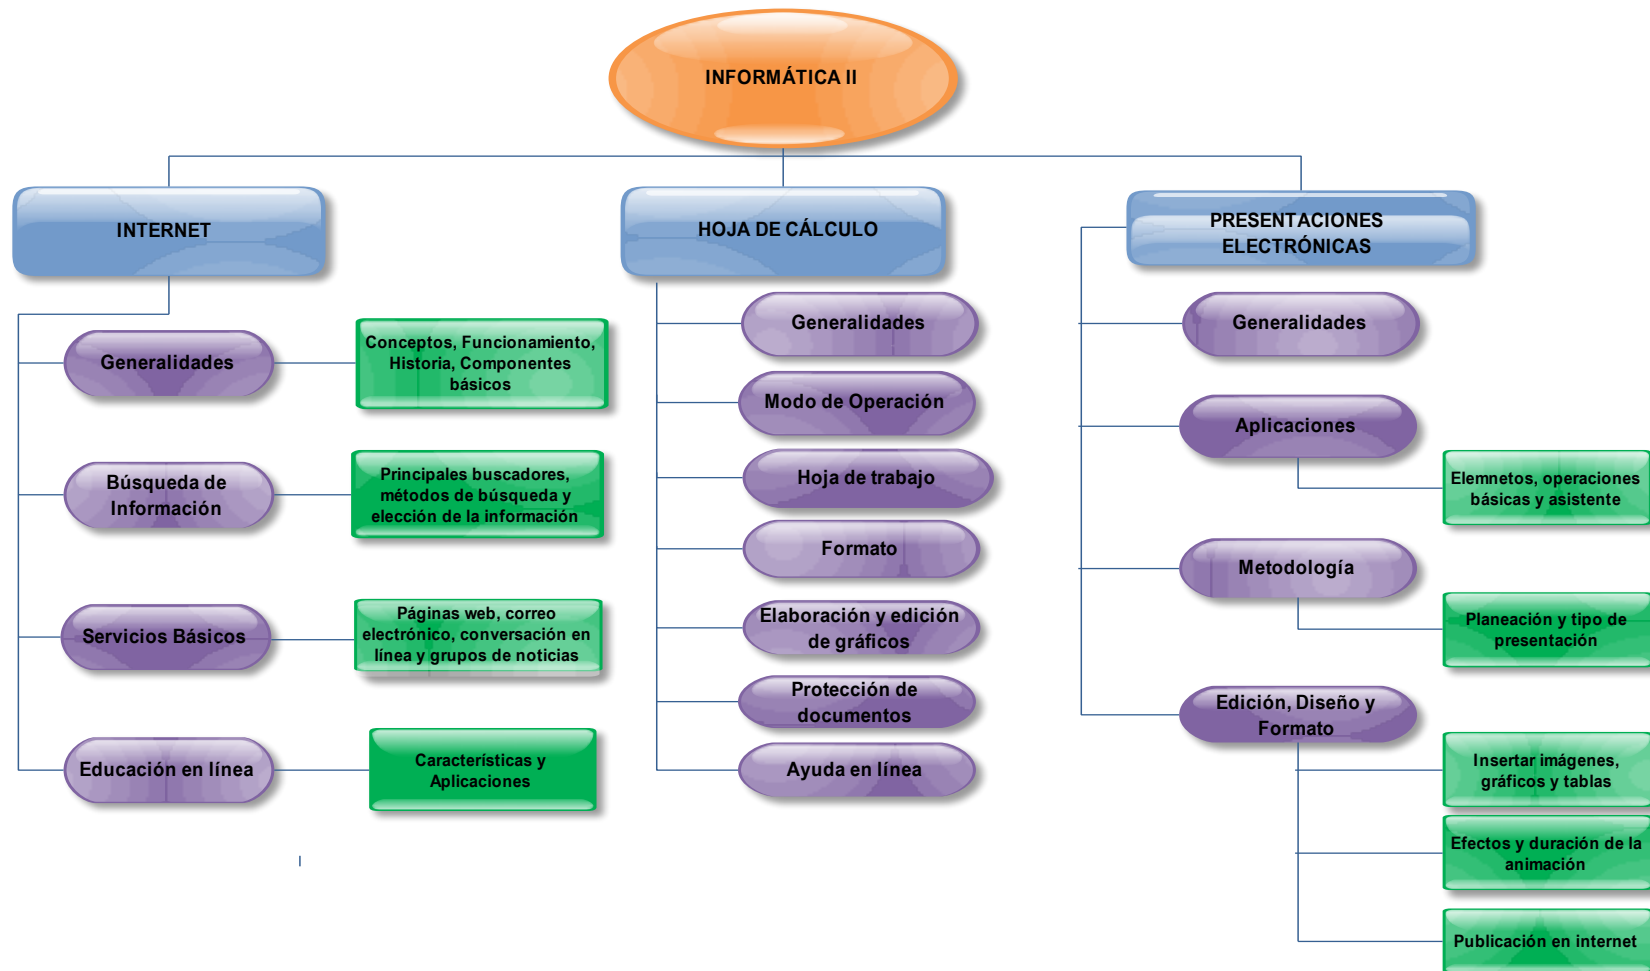 INFORMÁTICA II
INTERNET
Generalidades
Conceptos, Funcionamiento,
Historia, Componentes
básicos
Búsqueda de
Información
Principales buscadores,
métodos de búsqueda y
elección de la información
Servicios Básicos
Páginas web, correo
electrónico, conversación en
línea y grupos de noticias
Educación en línea
Características y
Aplicaciones
HOJA DE CÁLCULO
Generalidades
Modo de Operación
Hoja de trabajo
Formato
Elaboración y edición
de gráficos
Protección de
documentos
Ayuda en línea
PRESENTACIONES
ELECTRÓNICAS
Generalidades
Aplicaciones
Elemnetos, operaciones
básicas y asistente
Metodología
Planeación y tipo de
presentación
Edición, Diseño y
Formato
Insertar imágenes,
gráficos y tablas
Efectos y duración de la
animación
Publicación en internet